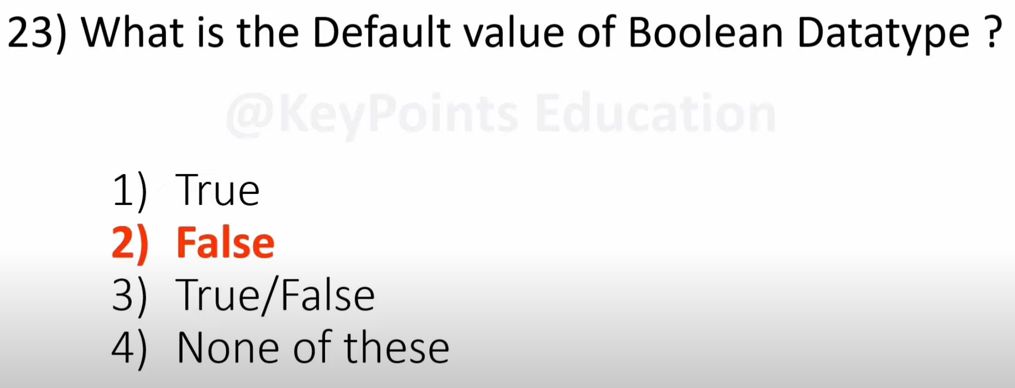 23) What is the Default value of Boolean Datatype ?
@KeyPoints Education
1) True
2) False
3) True/False
4) None of these